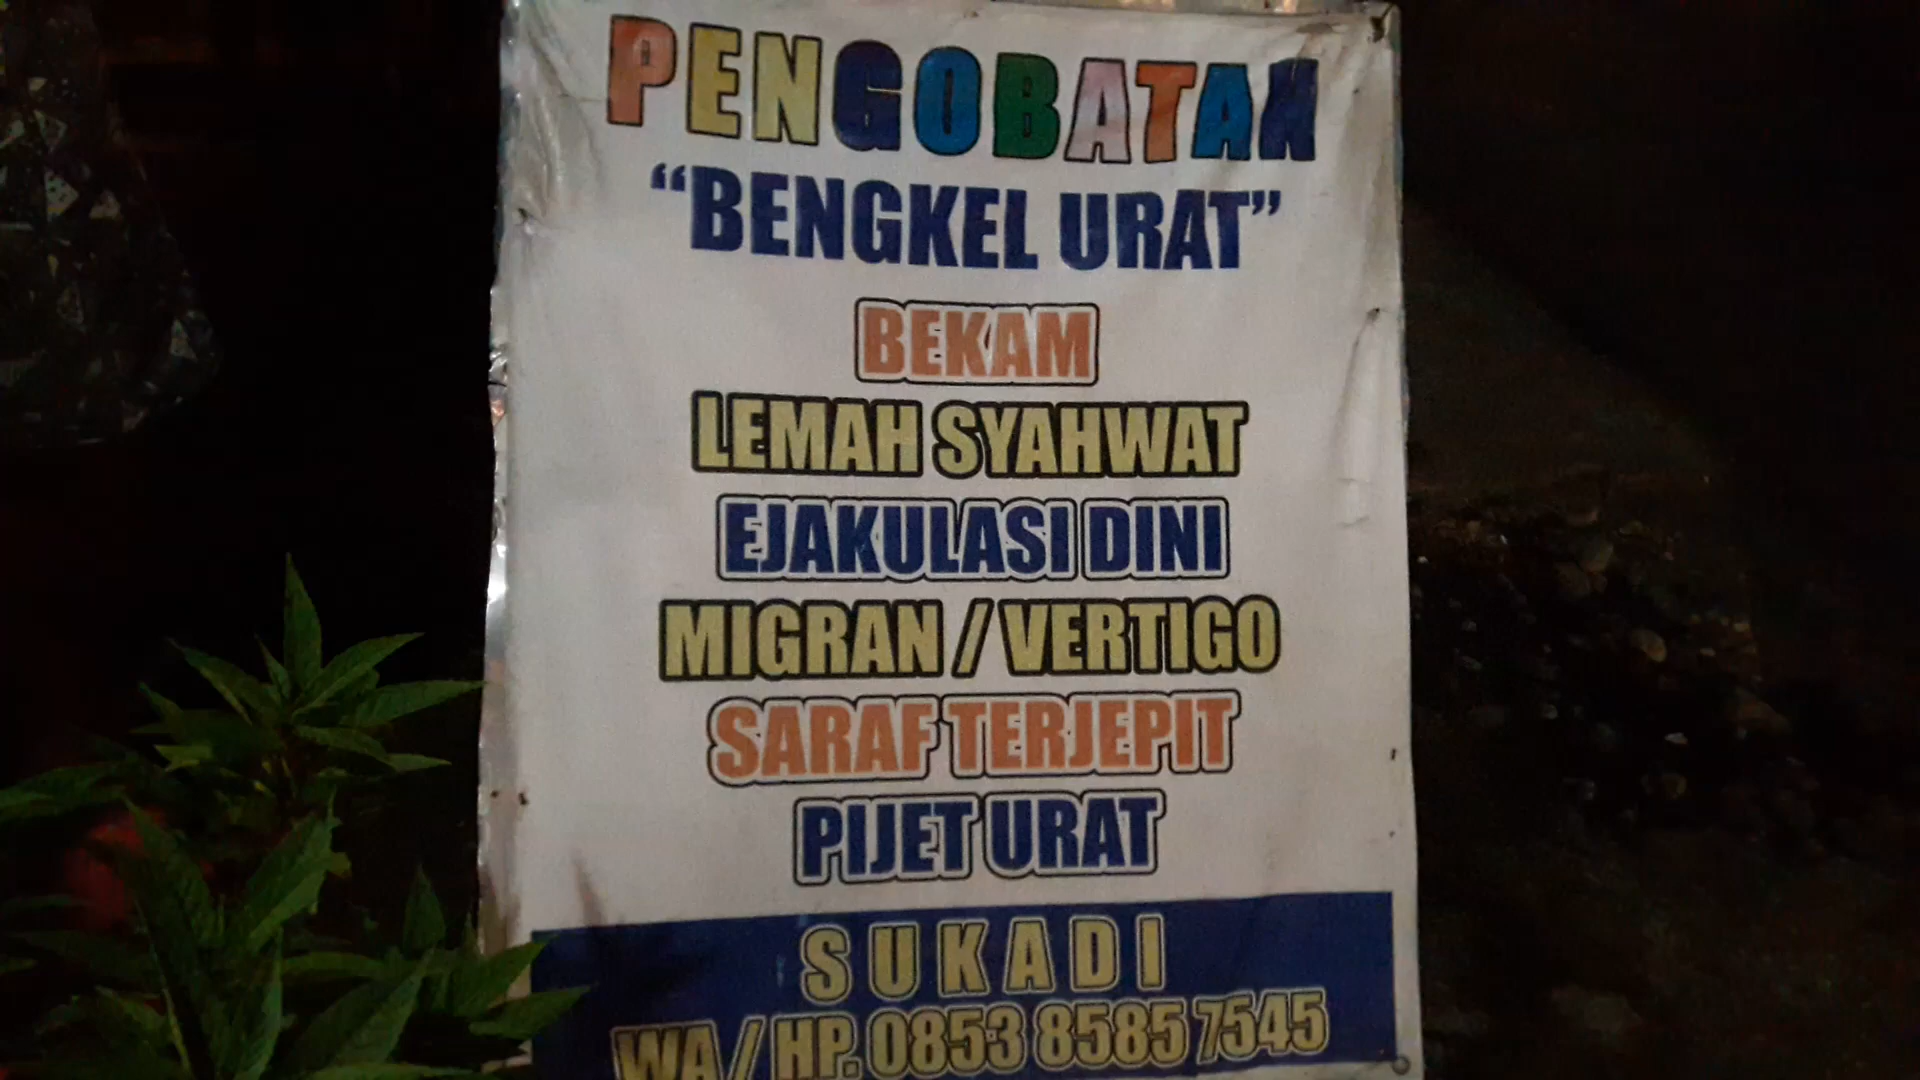 PENGOBATAN
“BENGKEL URAT”
BEKAM
LEMAH SYAHWAT
EJAKULASI DINI
MIGRAN / VERTIGO
SARAF TERJEPIT
PIJET URAT
SUKADI
WA / HP. 0853 8585 7545